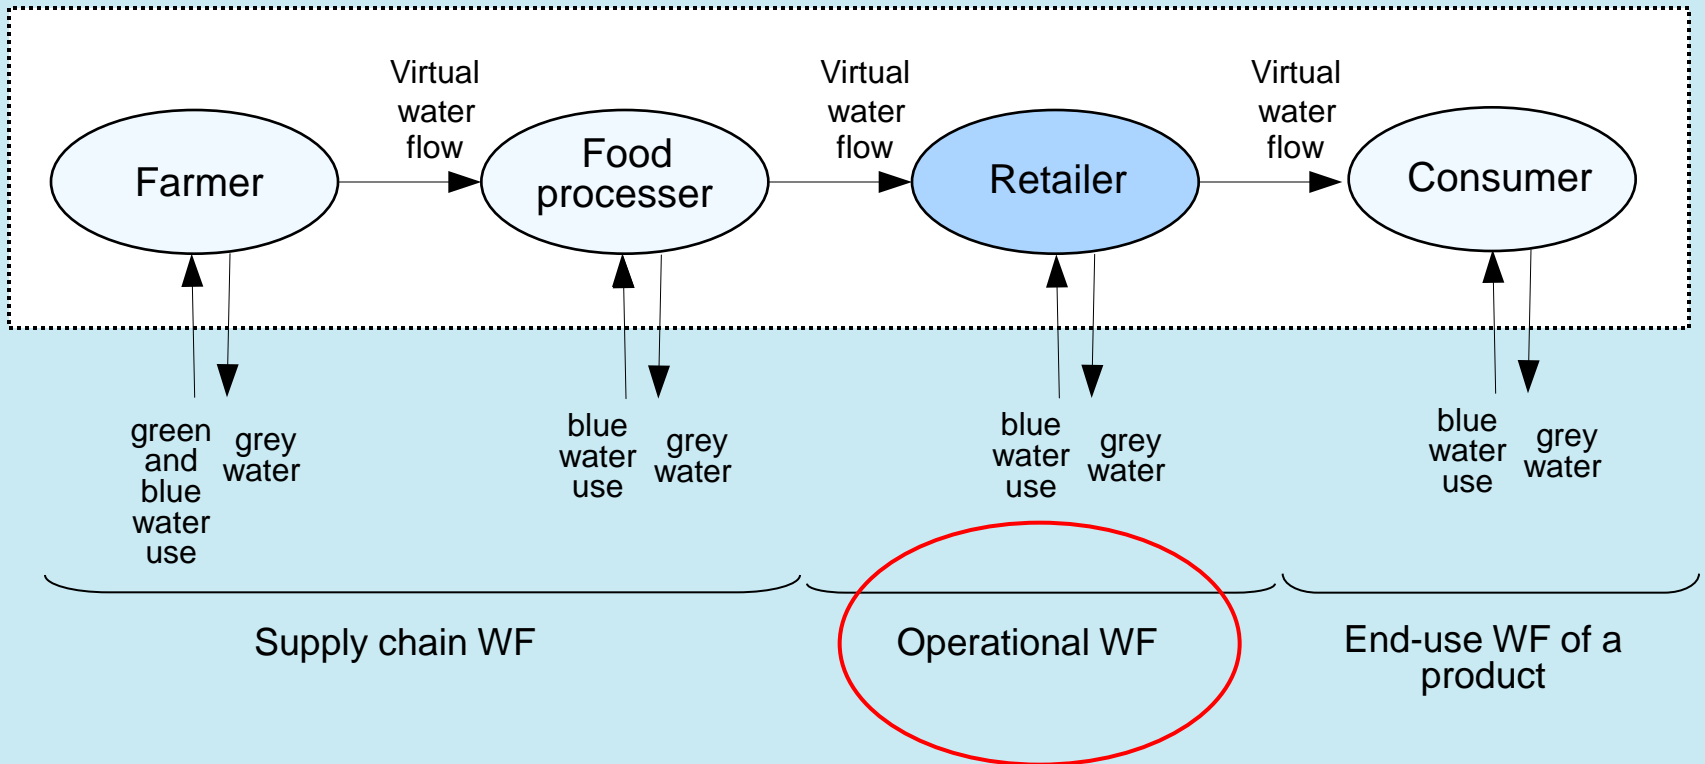 Virtual
water
flow
Virtual
water
flow
Virtual
water
flow
Farmer
Food
processer
Retailer
Consumer
green
and
blue
water
use
grey
water
blue
water
use
grey
water
blue
water
use
grey
water
blue
water
use
grey
water
Supply chain WF
Operational WF
End-use WF of a
product